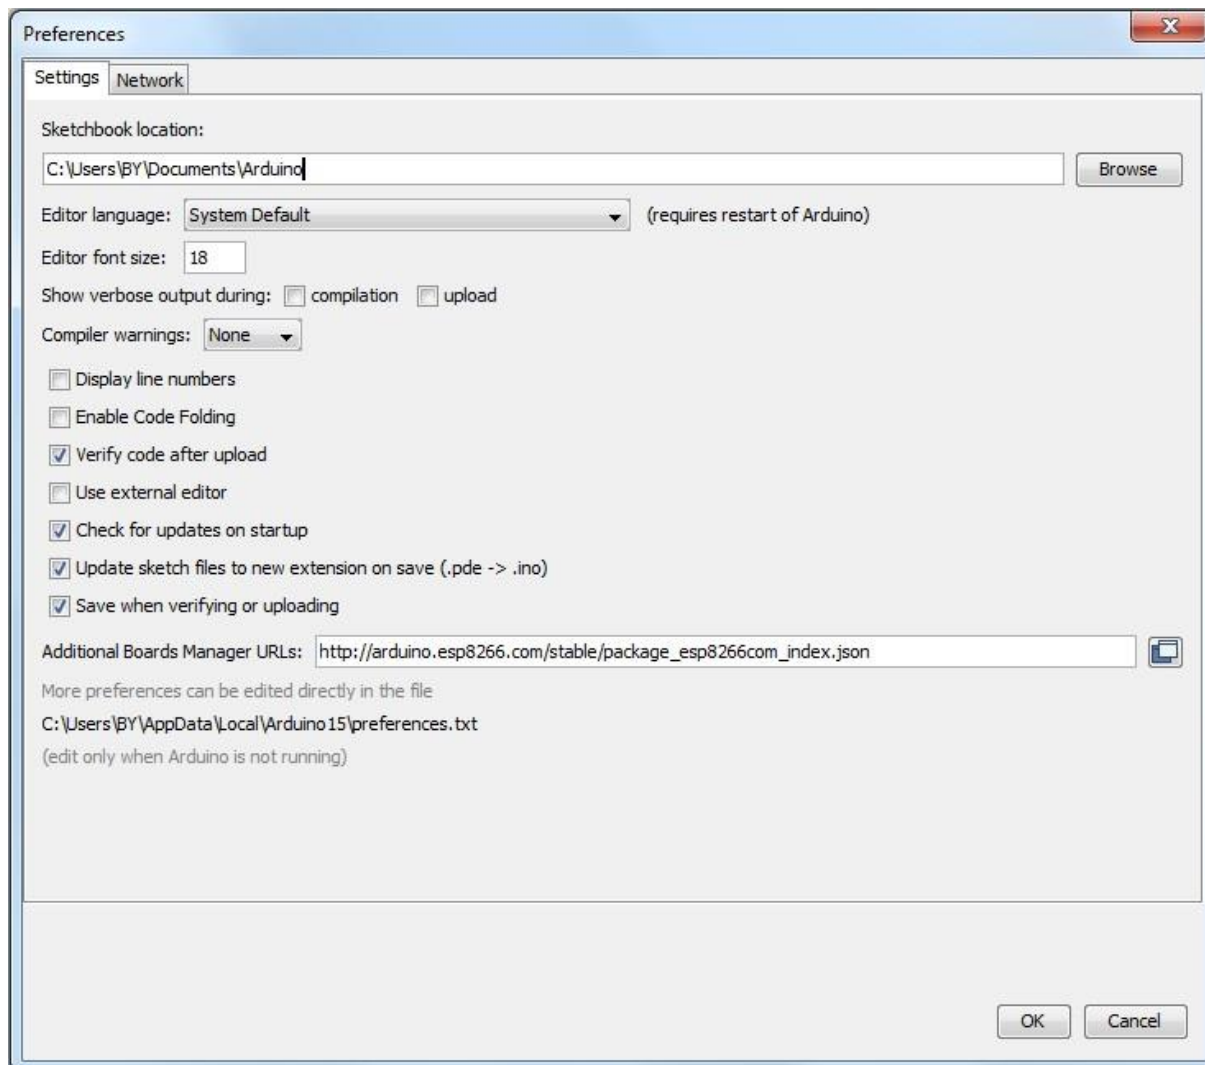 Preferences
Settings Network
Sketchbook location:
C:\Users\BY\Documents\Arduino Browse
Editor language: System Default (requires restart of Arduino)
Editor font size: 18
Show verbose output during: compilation upload
Compiler warnings: None
Display line numbers
Enable Code Folding
Verify code after upload
Use external editor
Check for updates on startup
Update sketch files to new extension on save (.pde -> .ino)
Save when verifying or uploading
Additional Boards Manager URLs: http://arduino.esp8266.com/stable/package_esp8266com_index.json
More preferences can be edited directly in the file
C:\Users\BY\AppData\Local\Arduino15\preferences.txt
(edit only when Arduino is not running)
OK Cancel